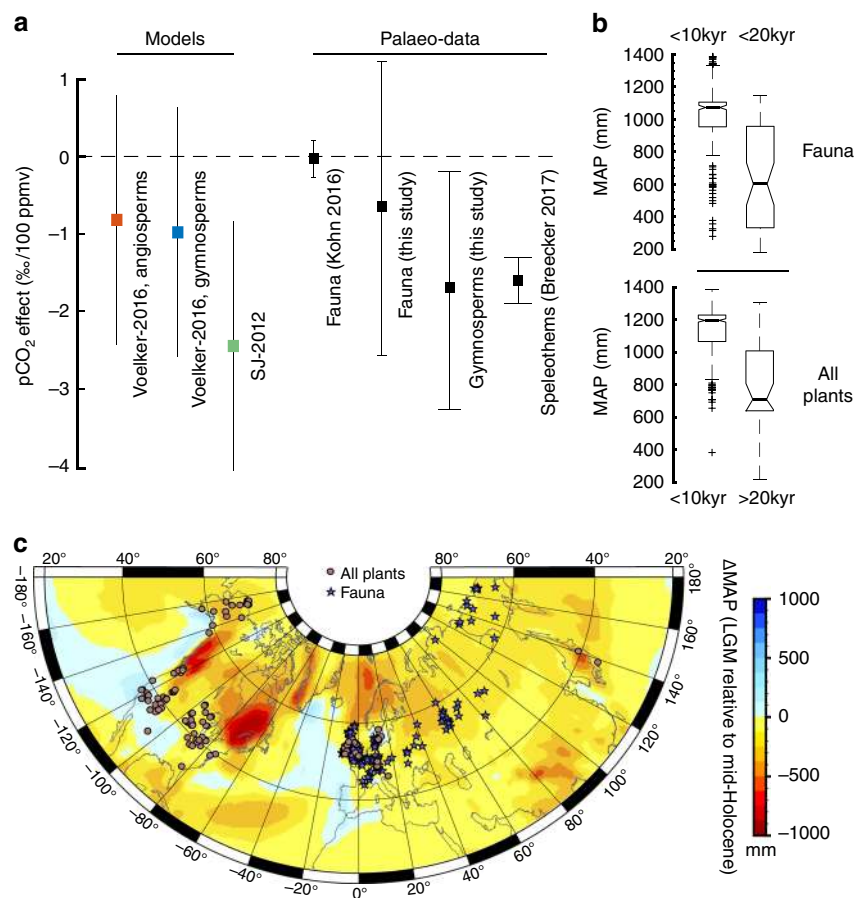 a
Models
Palaeo-data
pCO2 effect (‰/100 ppmv)
1
0
−1
−2
−3
−4
Voelker-2016, angiosperms
Voelker-2016, gymnosperms
SJ-2012
Fauna (Kohn 2016)
Fauna (this study)
Gymnosperms (this study)
Speleothems (Breecker 2017)
b
<10kyr <20kyr
MAP (mm)
1400
1200
1000
800
600
400
200
Fauna
MAP (mm)
1400
1200
1000
800
600
400
200
All
plants
<10kyr >20kyr
c
20° 40° 60° 80° 80° 60° 40° 20°
All plants
Fauna
−180°
−160°
−140°
−120°
−100°
−80°
−60°
−40°
−20°
0°
20°
40°
60°
80°
100°
120°
140°
160°
180°
ΔMAP (LGM relative to mid-Holocene)
1000
500
0
−500
−1000
mm